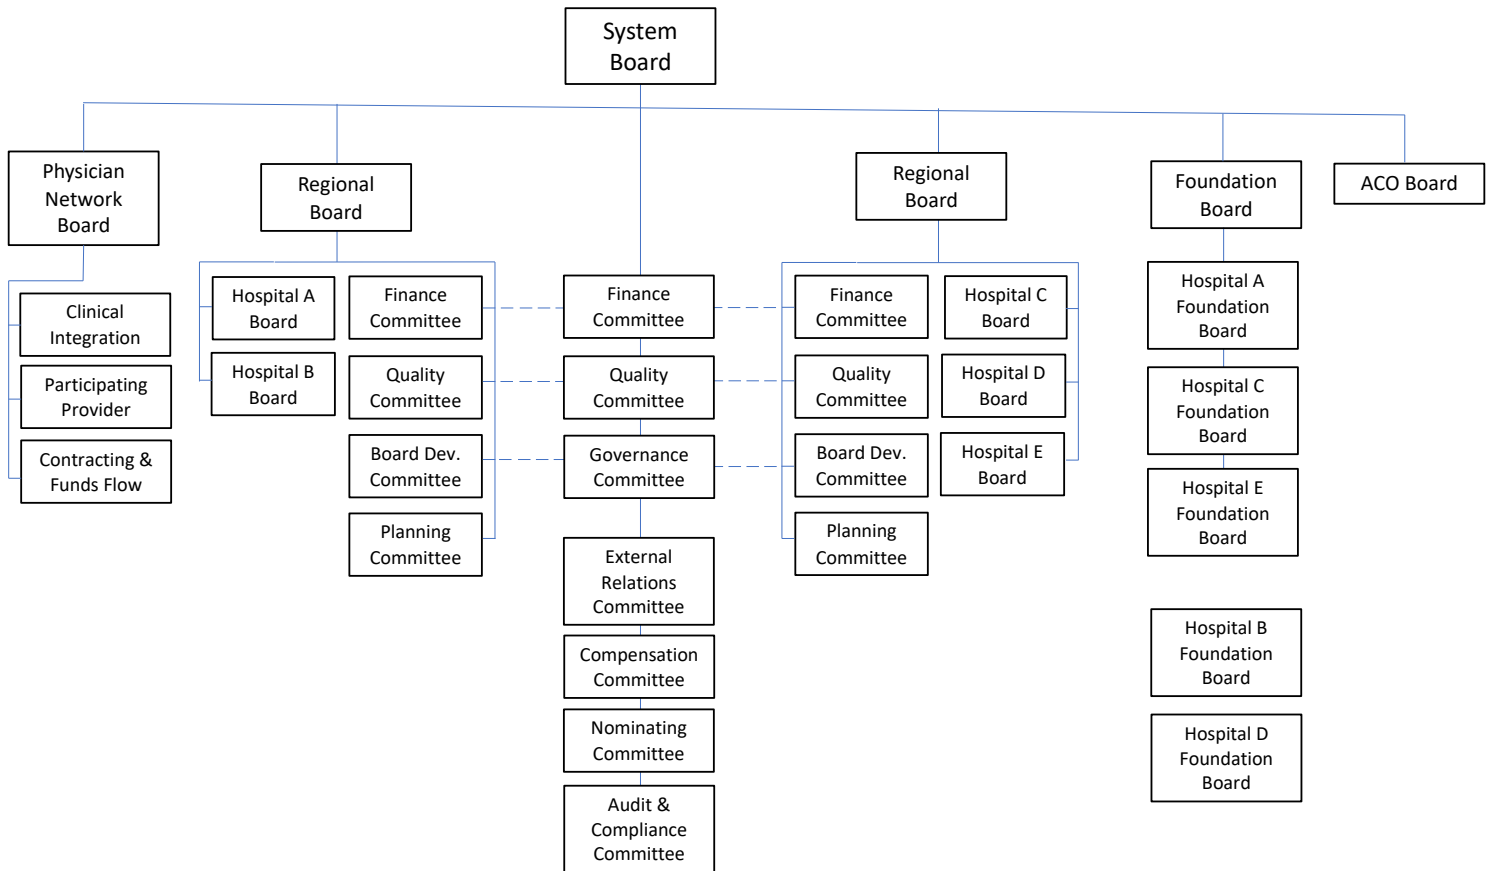 System
Board
Physician
Network
Board
Regional
Board
Regional
Board
Foundation
Board
ACO Board
Clinical
Integration
Participating
Provider
Contracting &
Funds Flow
Hospital A
Board
Hospital B
Board
Finance
Committee
Quality
Committee
Board Dev.
Committee
Planning
Committee
Finance
Committee
Quality
Committee
Governance
Committee
External
Relations
Committee
Compensation
Committee
Nominating
Committee
Audit &
Compliance
Committee
Finance
Committee
Quality
Committee
Board Dev.
Committee
Planning
Committee
Hospital C
Board
Hospital D
Board
Hospital E
Board
Hospital A
Foundation
Board
Hospital C
Foundation
Board
Hospital E
Foundation
Board
Hospital B
Foundation
Board
Hospital D
Foundation
Board